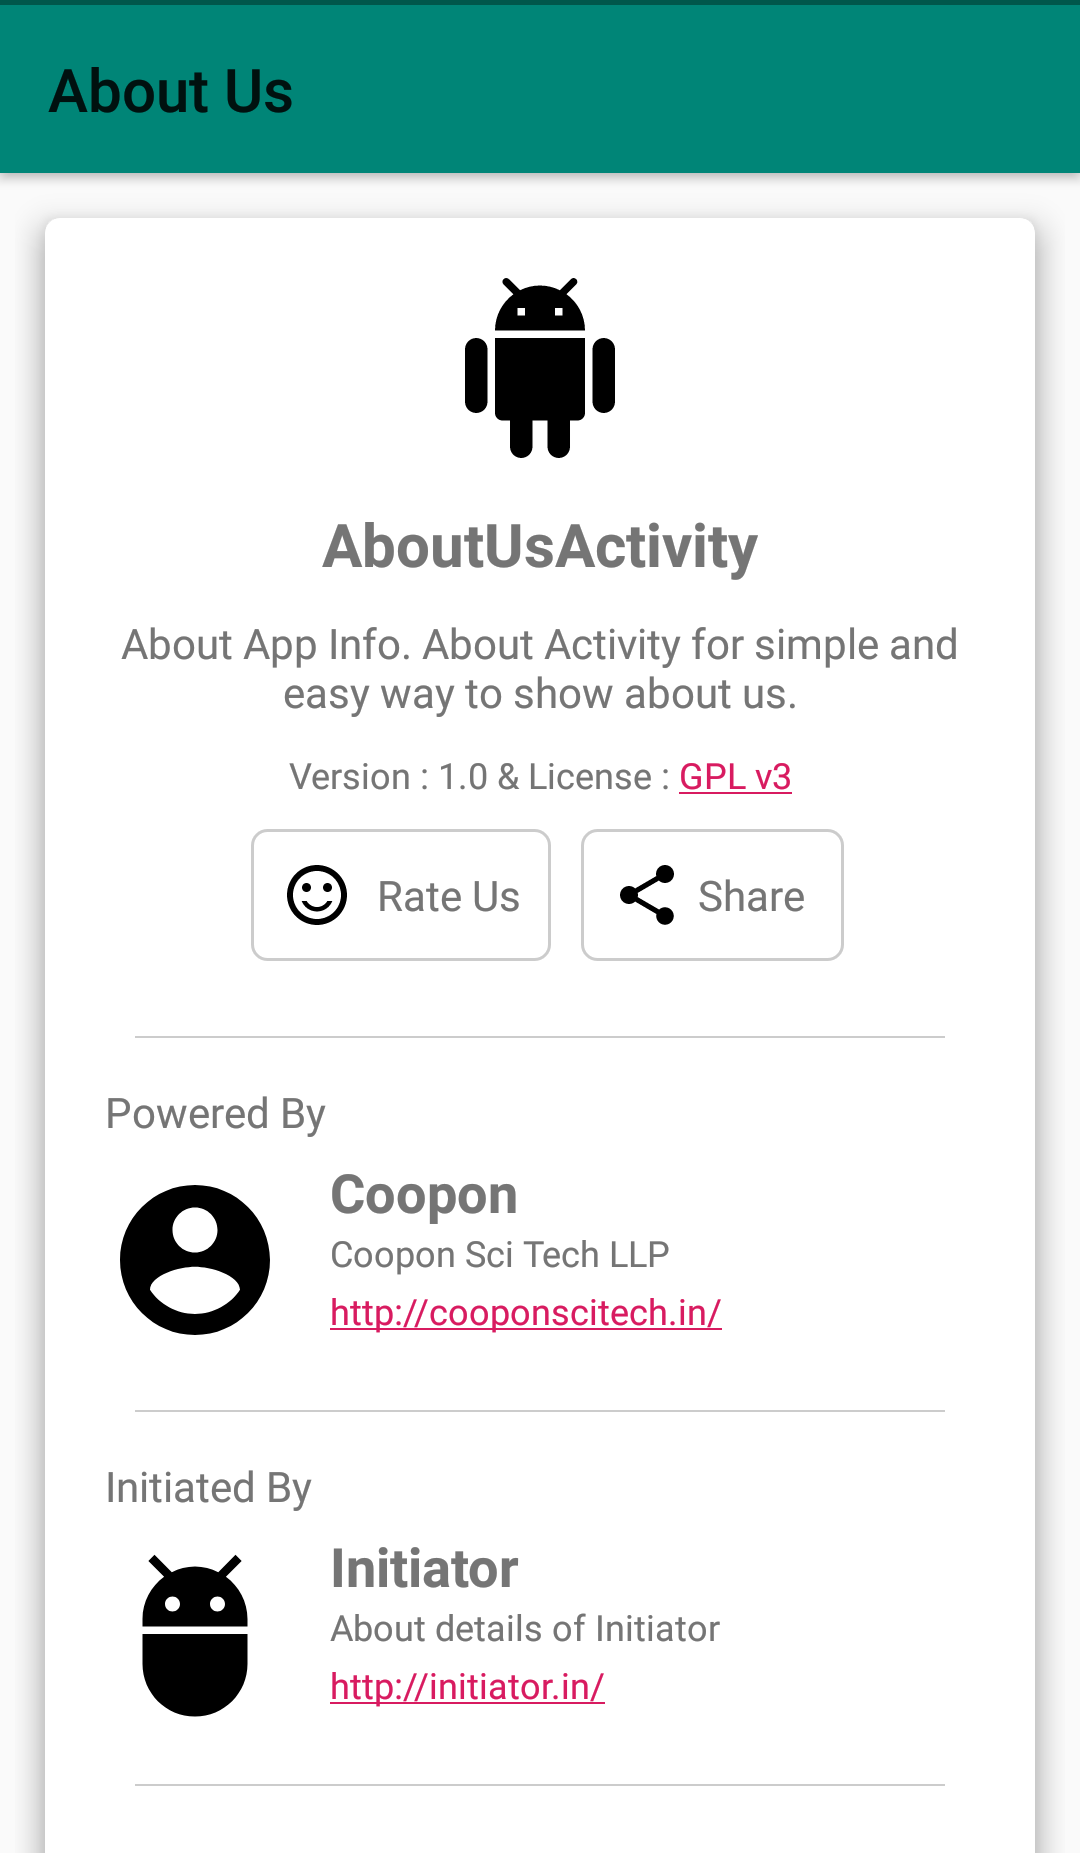 About Us
AboutUsActivity
About App Info. About Activity for simple and
easy way to show about us.
Version : 1.0 & License : GPL v3
Rate Us
Share
Powered By
Coopon
Coopon Sci Tech LLP
http://cooponscitech.in/
Initiated By
Initiator
About details of Initiator
http://initiator.in/